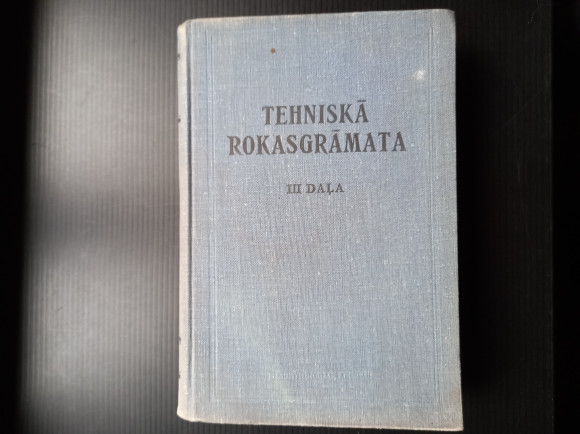 TEHNISKĀ
ROKASGRĀMATA
III DAĻA